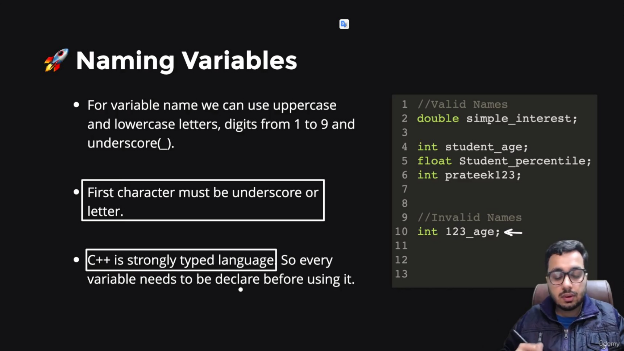 Naming Variables
For variable name we can use uppercase
and lowercase letters, digits from 1 to 9 and
underscore(_).
First character must be underscore or
letter.
C++ is strongly typed language. So every
variable needs to be declare before using it.
1 //Valid Names
2 double simple_interest;
3
4 int student_age;
5 float Student_percentile;
6 int prateek123;
7
8
9 //Invalid Names
10 int 123_age;
11
12
13
Udemy